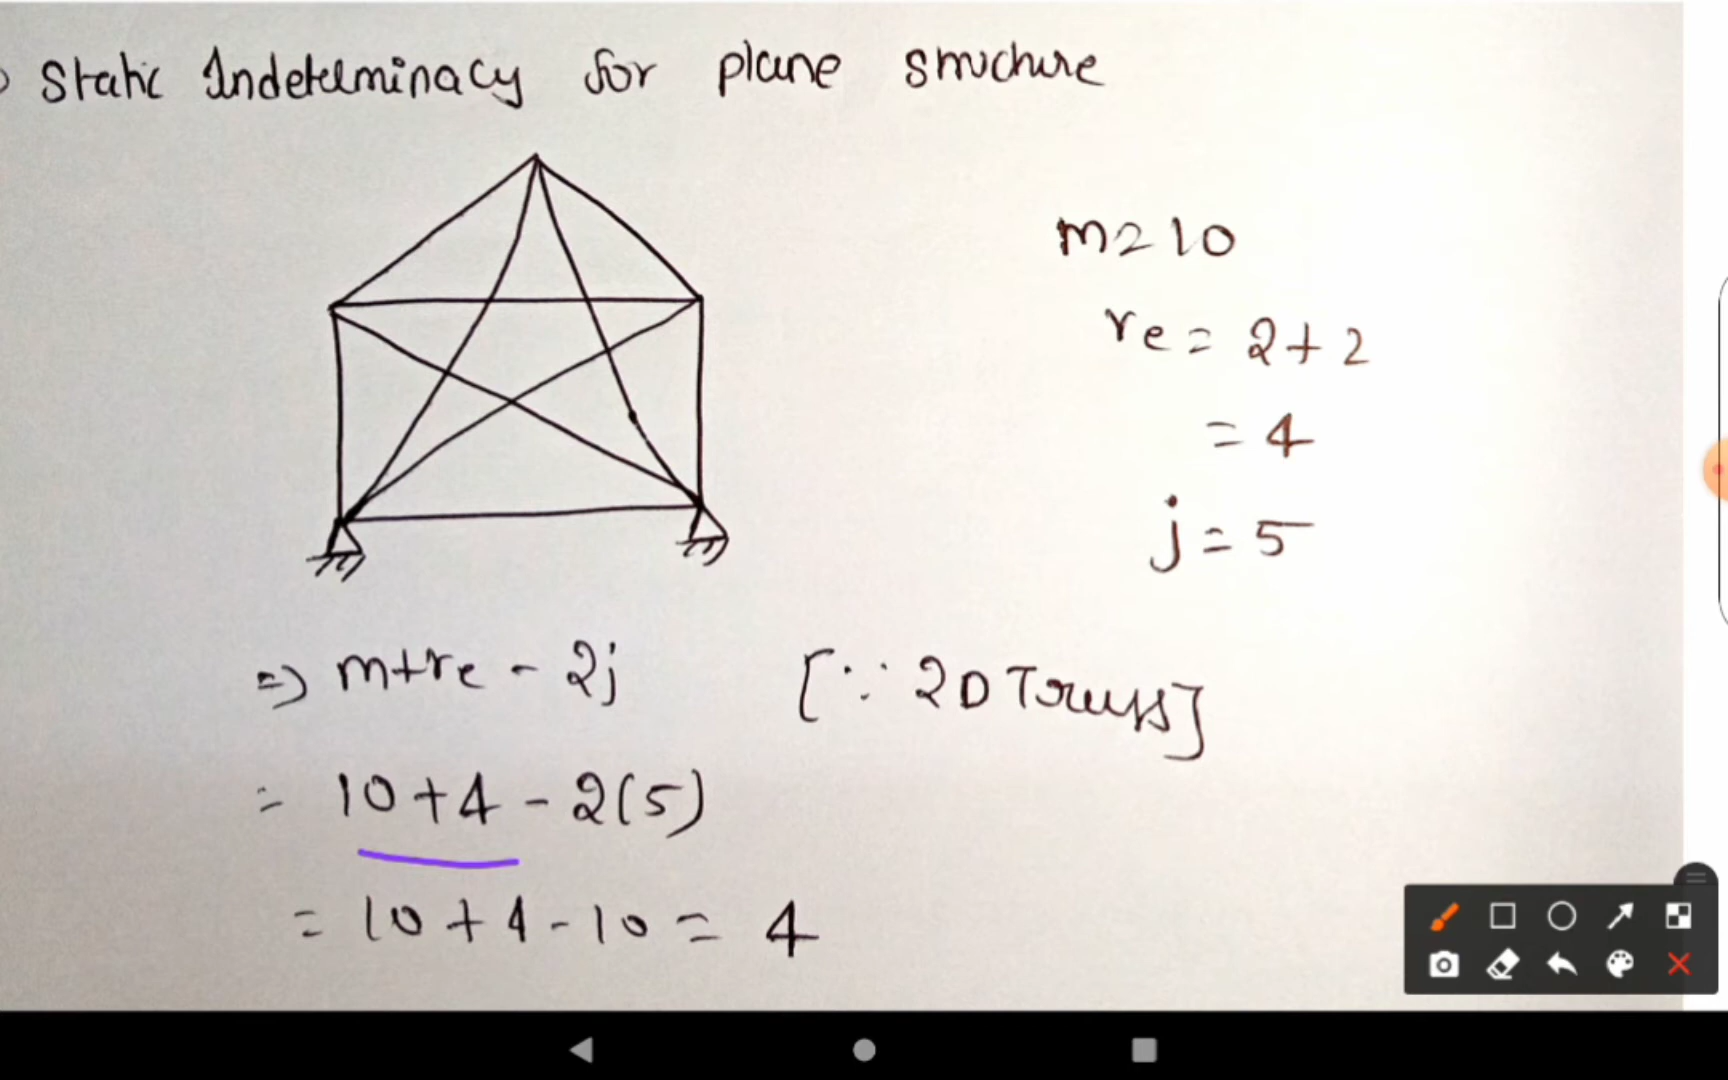 Static Indeterminacy for plane structure
m = 10
re = 2+2
= 4
j = 5
=> m+re - 2j [∵ 2D Truss]
= 10+4 - 2(5)
= 10+4-10 = 4